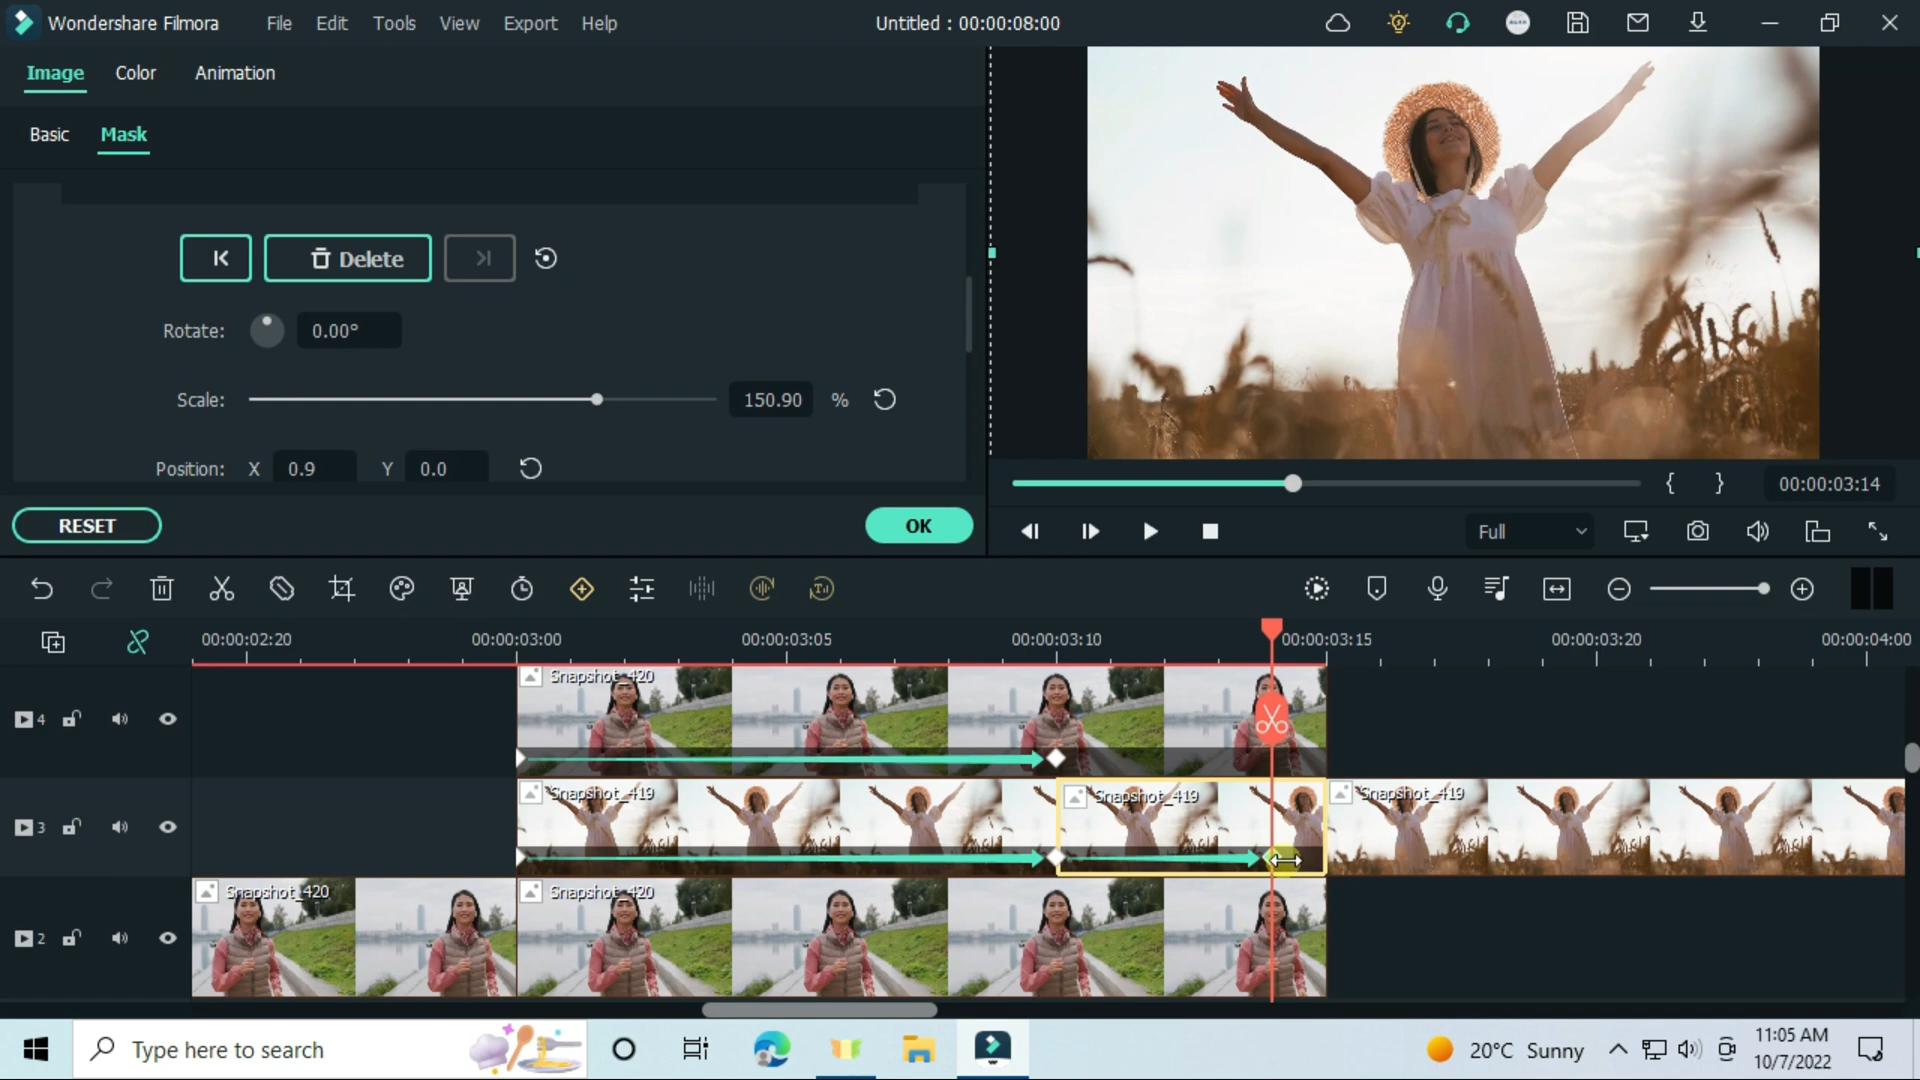 Wondershare Filmora File Edit Tools View Export Help Untitled : 00:00:08:00
Image Color Animation
Basic Mask
Delete
Rotate: 0.00°
Scale: 150.90 %
Position: X 0.9 Y 0.0
RESET OK
00:00:03:14
Full
00:00:02:20 00:00:03:00 00:00:03:05 00:00:03:10 00:00:03:15 00:00:03:20 00:00:04:00
Snapshot_420
4
Snapshot_419 Snapshot_419 Snapshot_419
3
Snapshot_420 Snapshot_420
2
Type here to search
20°C Sunny
11:05 AM
10/7/2022